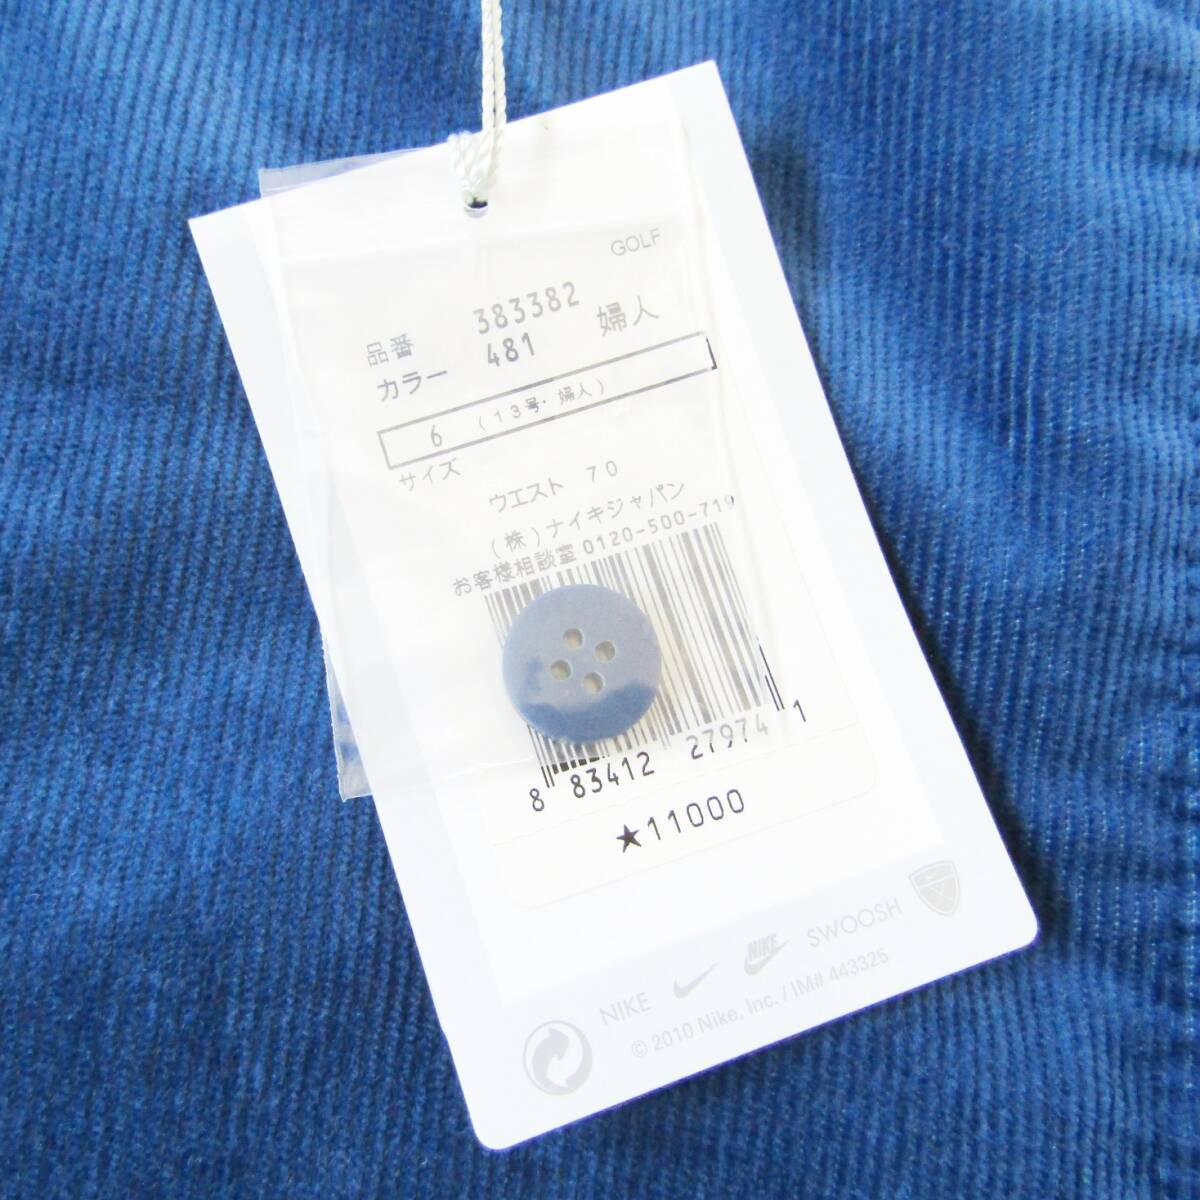 GOLF
品番 383382 婦人
カラー 481
6 (13号・婦人)
サイズ
ウエスト 70
(株)ナイキジャパン
お客様相談室 0120-500-719
8 83412 27974 1
★11000
NIKE NIKE SWOOSH
© 2010 Nike, Inc. / IM# 443325